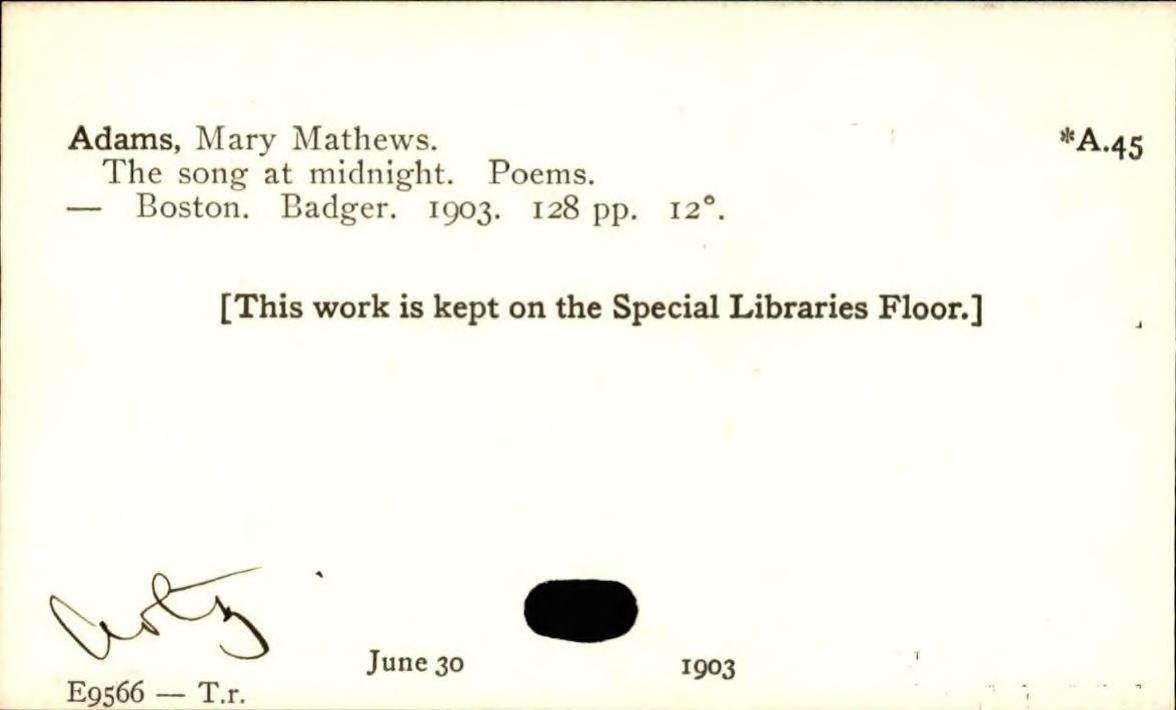 Adams, Mary Mathews. *A.45
The song at midnight. Poems.
— Boston. Badger. 1903. 128 pp. 12°.
[This work is kept on the Special Libraries Floor.]
June 30 1903
E9566 — T.r.